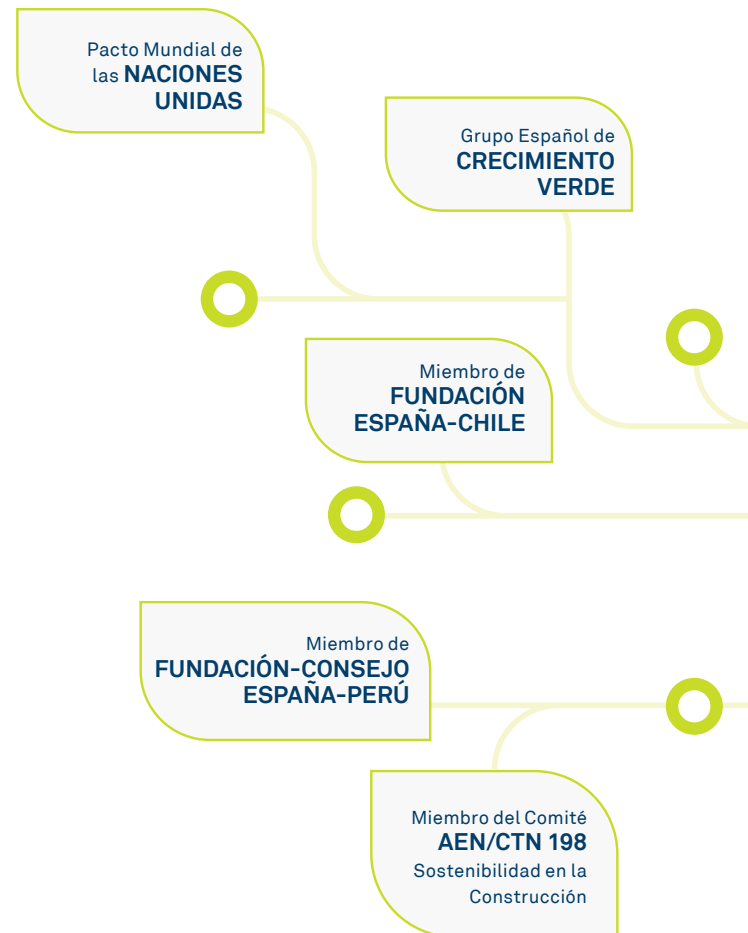 Pacto Mundial de
las NACIONES
UNIDAS
Grupo Español de
CRECIMIENTO
VERDE
Miembro de
FUNDACIÓN
ESPAÑA-CHILE
Miembro de
FUNDACIÓN-CONSEJO
ESPAÑA-PERÚ
Miembro del Comité
AEN/CTN 198
Sostenibilidad en la
Construcción